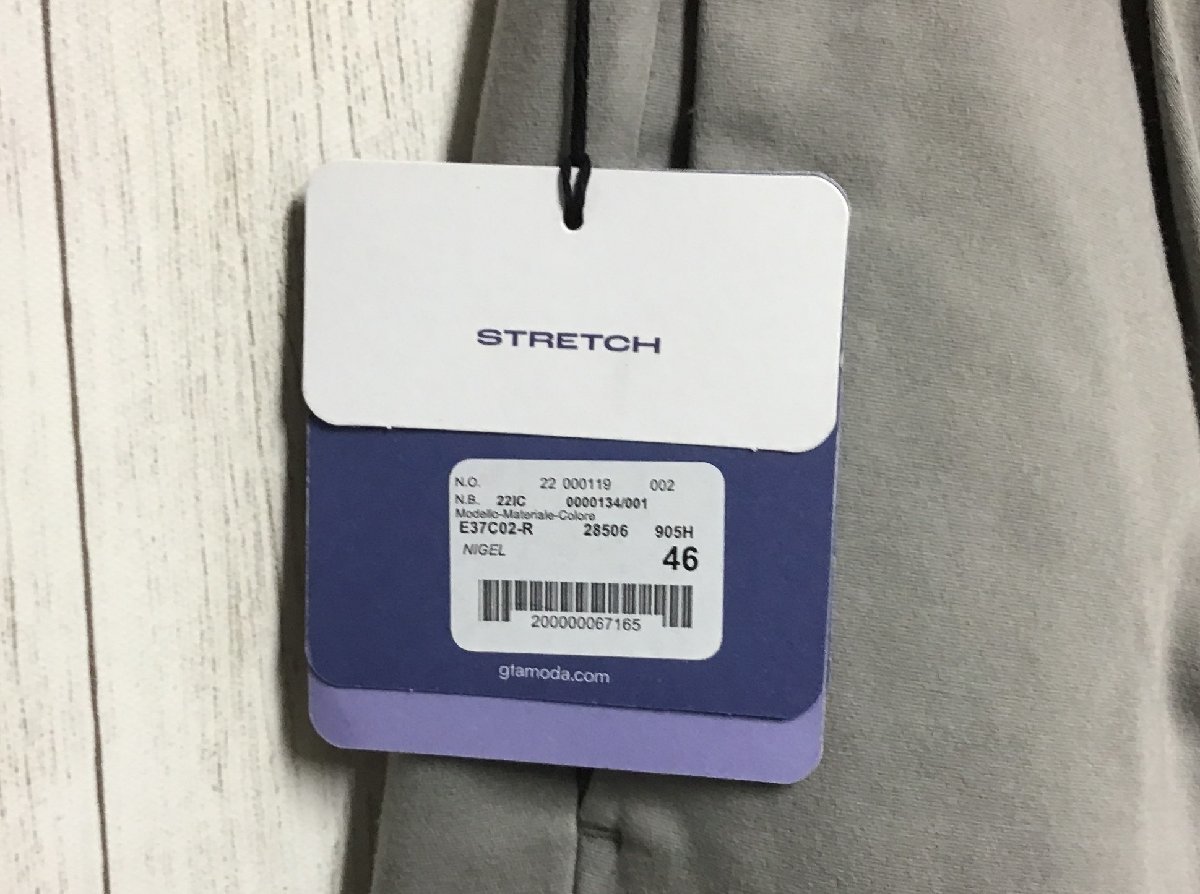 STRETCH
N.O. 22 000119 002
N.B. 22IC 0000134/001
Modello-Materiale-Colore
E37C02-R 28506 905H
NIGEL 46
200000067165
gtamoda.com